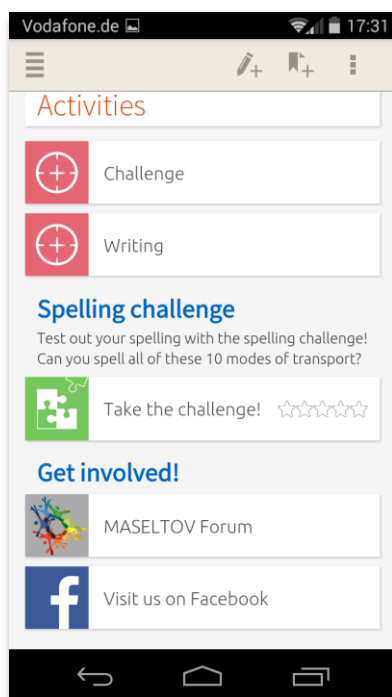 Vodafone.de 17:31
Activities
Challenge
Writing
Spelling challenge
Test out your spelling with the spelling challenge!
Can you spell all of these 10 modes of transport?
Take the challenge!
Get involved!
MASELTOV Forum
Visit us on Facebook